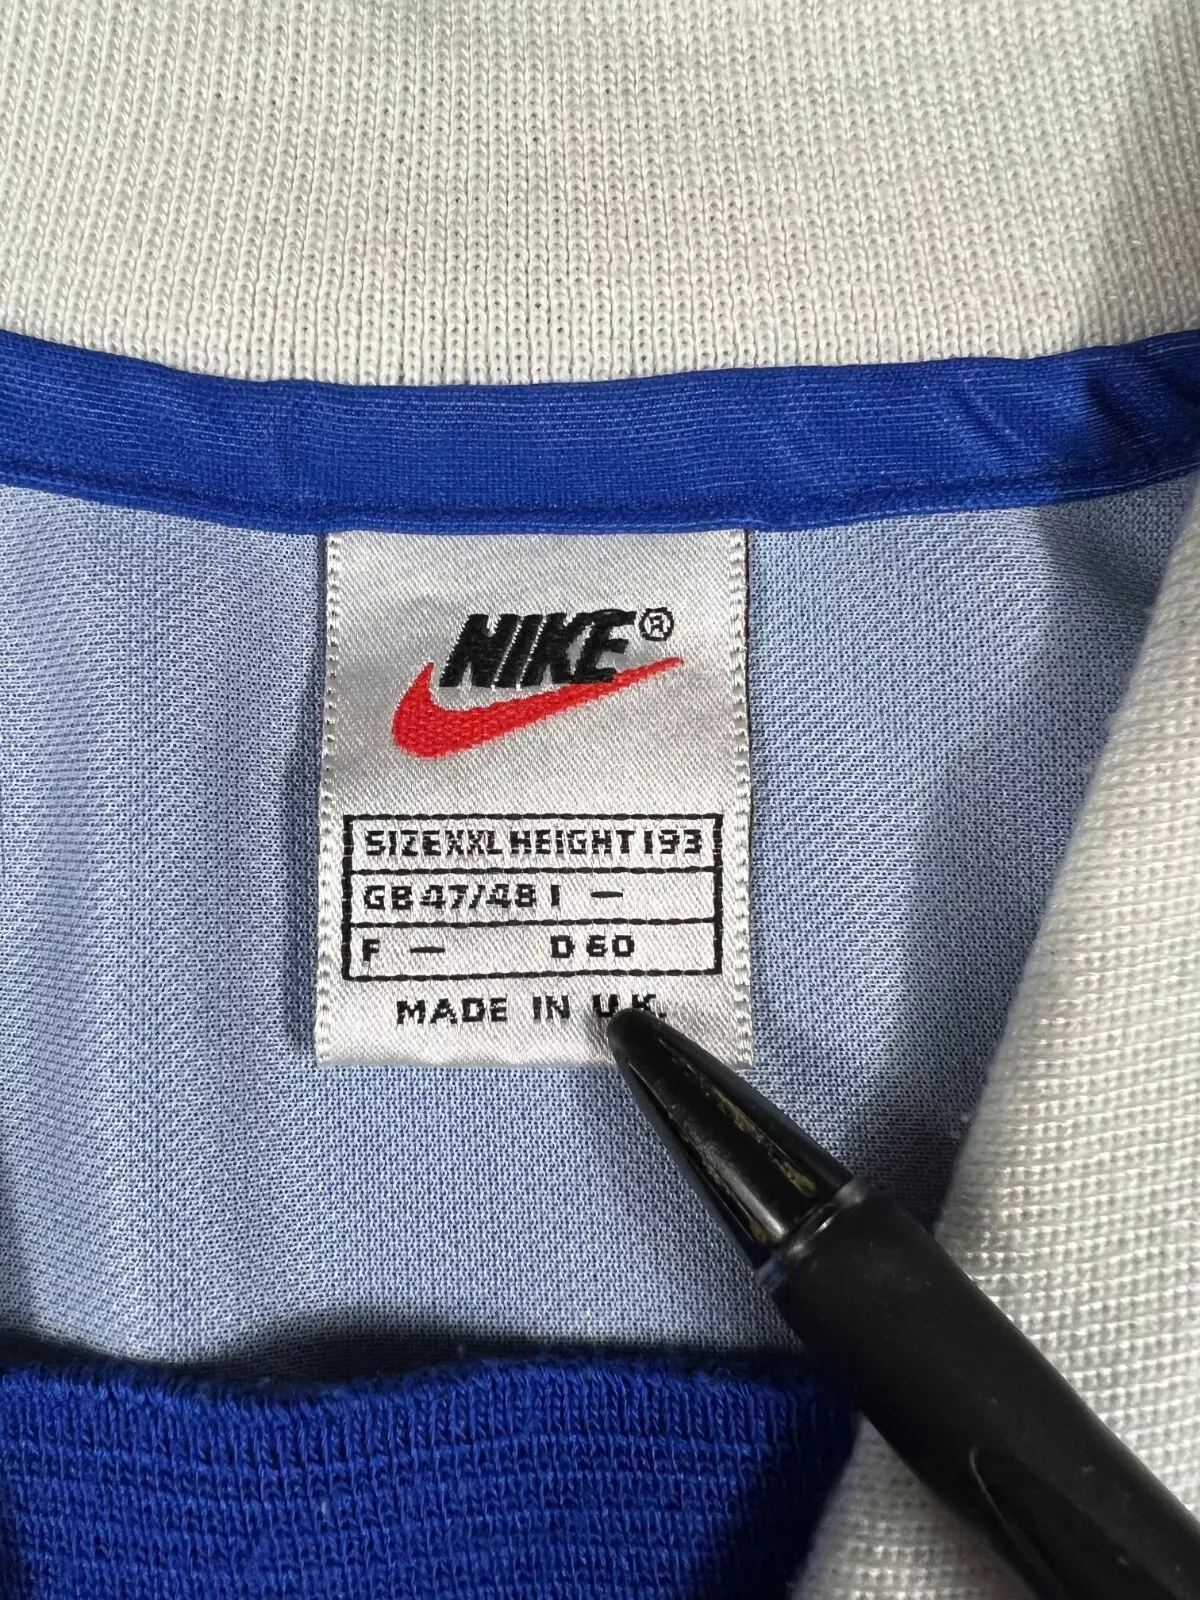 NIKE®
SIZE XXL HEIGHT 193
GB 47/48 I —
F — D 60
MADE IN U.K.